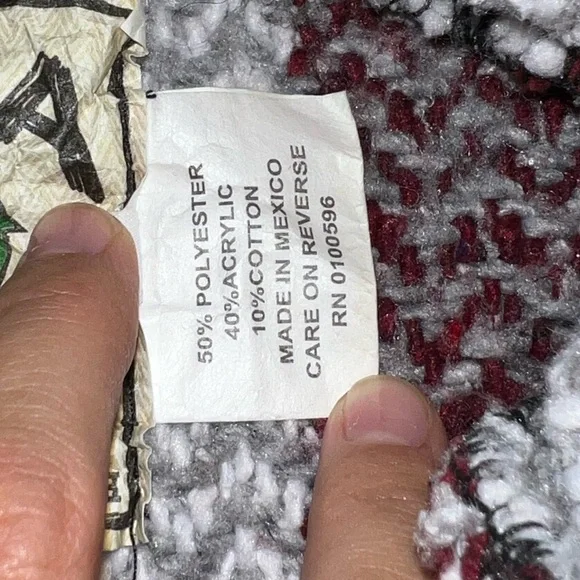 50% POLYESTER
40%ACRYLIC
10%COTTON
MADE IN MEXICO
CARE ON REVERSE
RN 0100596